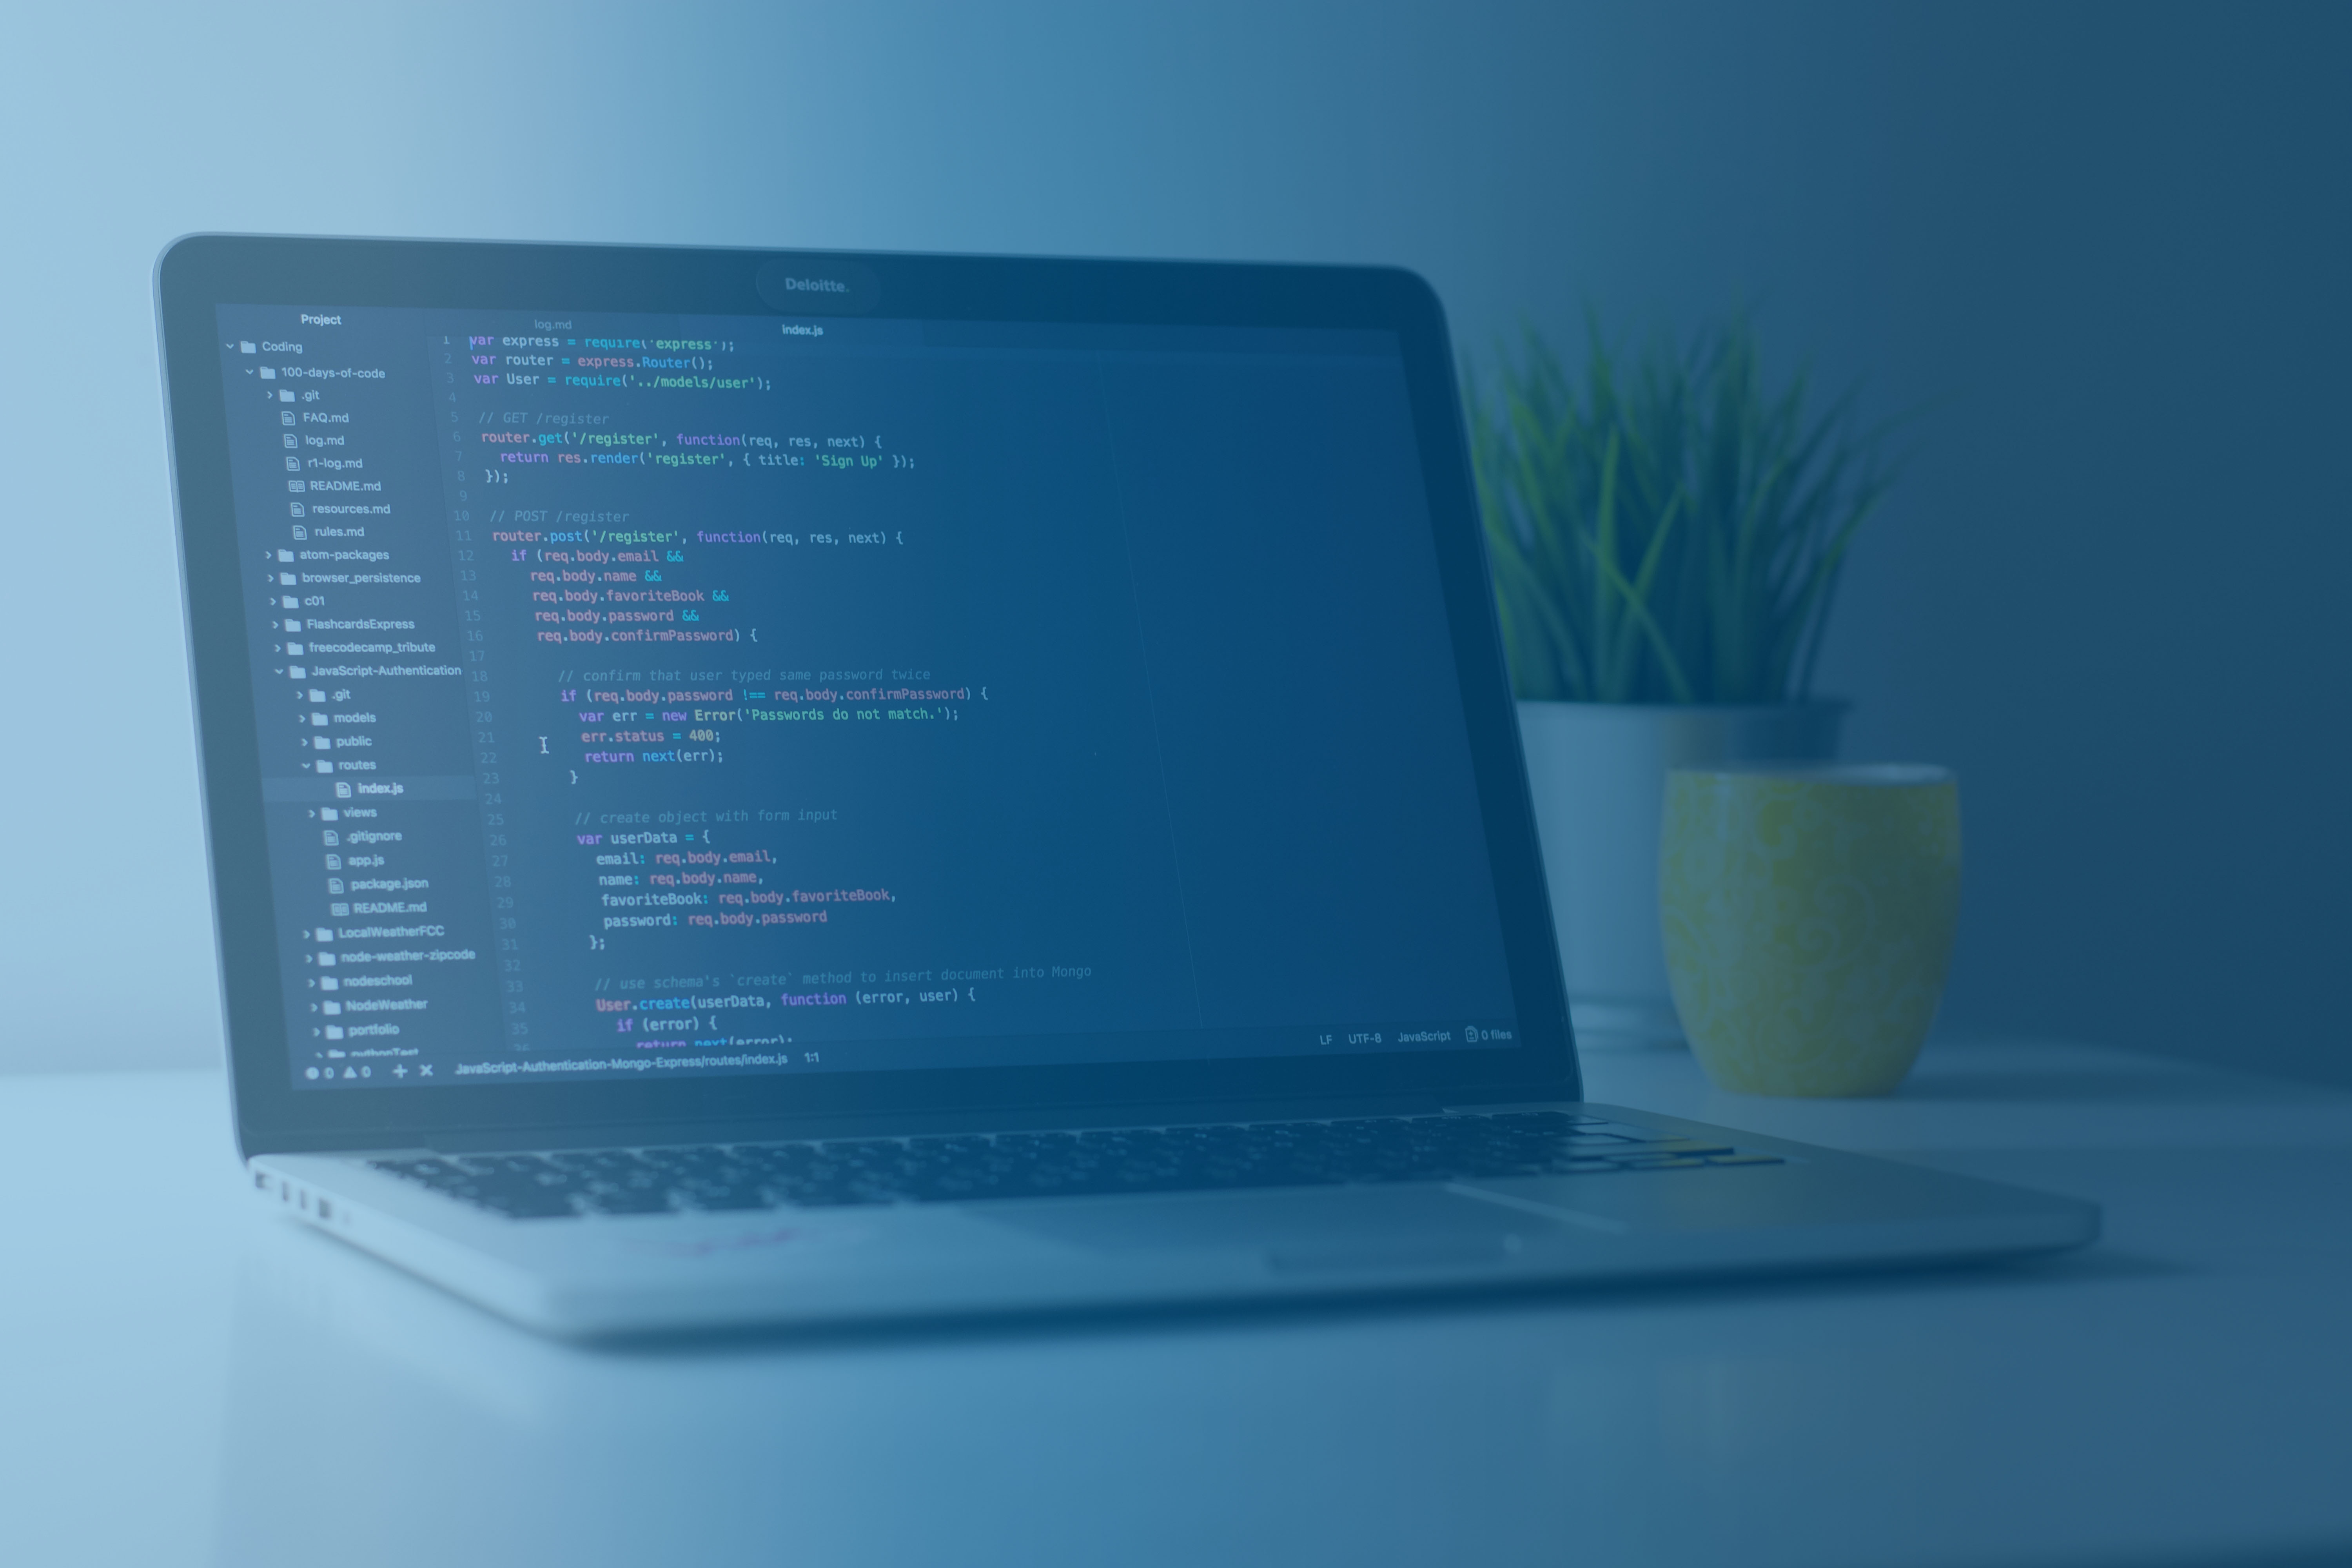 Deloitte.
Project
Coding
100-days-of-code
.git
FAQ.md
log.md
r1-log.md
README.md
resources.md
rules.md
atom-packages
browser_persistence
c01
FlashcardsExpress
freecodecamp_tribute
JavaScript-Authentication
.git
models
public
routes
index.js
views
.gitignore
app.js
package.json
README.md
LocalWeatherFCC
node-weather-zipcode
nodeschool
NodeWeather
portfolio
pythonTest
log.md
index.js
1 var express = require('express');
2 var router = express.Router();
3 var User = require('../models/user');
4
5 // GET /register
6 router.get('/register', function(req, res, next) {
7 return res.render('register', { title: 'Sign Up' });
8 });
9
10 // POST /register
11 router.post('/register', function(req, res, next) {
12 if (req.body.email &&
13 req.body.name &&
14 req.body.favoriteBook &&
15 req.body.password &&
16 req.body.confirmPassword) {
17
18 // confirm that user typed same password twice
19 if (req.body.password !== req.body.confirmPassword) {
20 var err = new Error('Passwords do not match.');
21 err.status = 400;
22 return next(err);
23 }
24
25 // create object with form input
26 var userData = {
27 email: req.body.email,
28 name: req.body.name,
29 favoriteBook: req.body.favoriteBook,
30 password: req.body.password
31 };
32
33 // use schema's `create` method to insert document into Mongo
34 User.create(userData, function (error, user) {
35 if (error) {
36 return next(error);
0 0 JavaScript-Authentication-Mongo-Express/routes/index.js 1:1
LF UTF-8 JavaScript 0 files